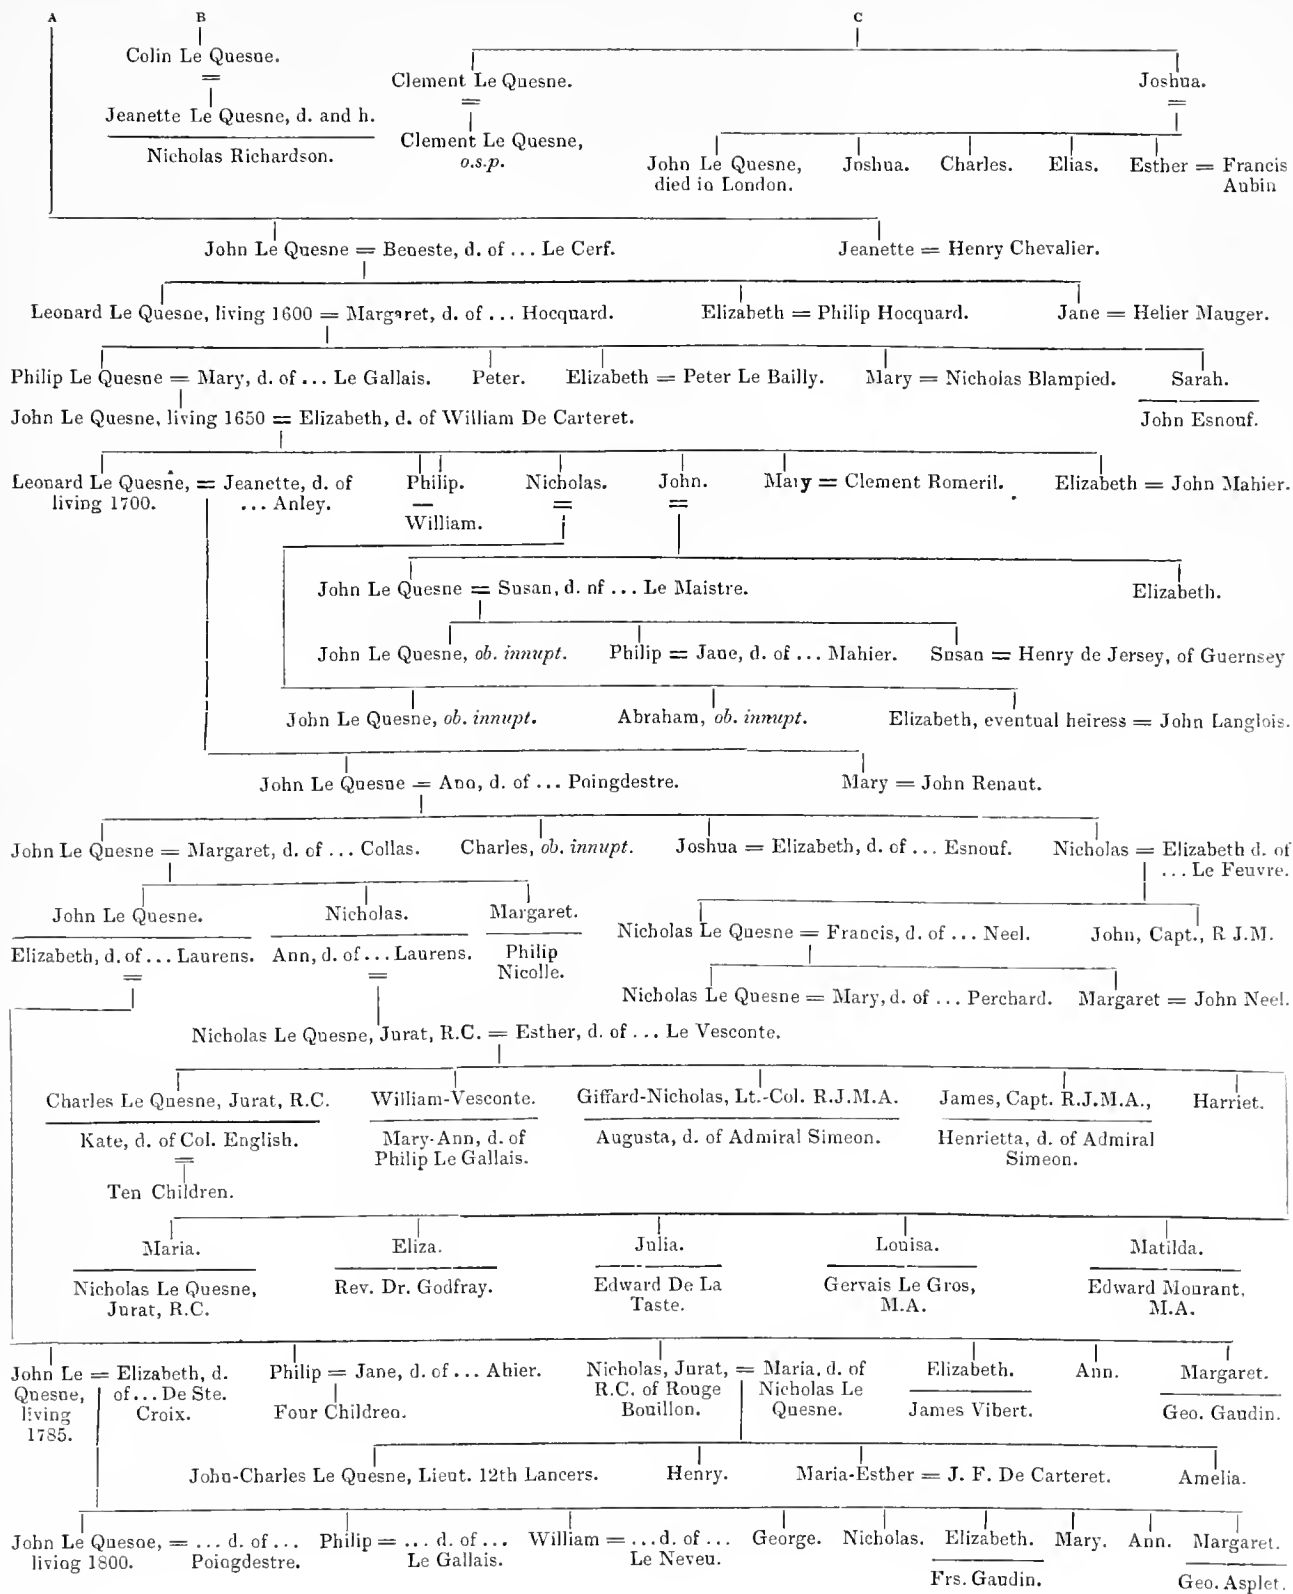 A B C
Colin Le Quesne.
=
Clement Le Quesne. Joshua.
= =
Jeanette Le Quesne, d. and h.
Nicholas Richardson.
Clement Le Quesne,
o.s.p.
John Le Quesne, Joshua. Charles. Elias. Esther = Francis
died in London. Aubin
John Le Quesne = Beneste, d. of ... Le Cerf. Jeanette = Henry Chevalier.
Leonard Le Quesne, living 1600 = Margaret, d. of ... Hocquard. Elizabeth = Philip Hocquard. Jane = Helier Mauger.
Philip Le Quesne = Mary, d. of ... Le Gallais. Peter. Elizabeth = Peter Le Bailly. Mary = Nicholas Blampied. Sarah.
John Esnouf.
John Le Quesne, living 1650 = Elizabeth, d. of William De Carteret.
Leonard Le Quesne, = Jeanette, d. of Philip. Nicholas. John. Mary = Clement Romeril. Elizabeth = John Mahier.
living 1700. ... Anley. — = =
William.
John Le Quesne = Susan, d. of ... Le Maistre. Elizabeth.
John Le Quesne, ob. innupt. Philip = Jane, d. of ... Mahier. Susan = Henry de Jersey, of Guernsey
John Le Quesne, ob. innupt. Abraham, ob. innupt. Elizabeth, eventual heiress = John Langlois.
John Le Quesne = Ann, d. of ... Poingdestre. Mary = John Renaut.
John Le Quesne = Margaret, d. of ... Collas. Charles, ob. innupt. Joshua = Elizabeth, d. of ... Esnouf. Nicholas = Elizabeth d. of
... Le Feuvre.
John Le Quesne. Nicholas. Margaret.
Elizabeth, d. of ... Laurens. Ann, d. of ... Laurens. Philip
= = Nicolle.
Nicholas Le Quesne = Francis, d. of ... Neel. John, Capt., R J.M.
Nicholas Le Quesne = Mary, d. of ... Perchard. Margaret = John Neel.
Nicholas Le Quesne, Jurat, R.C. = Esther, d. of ... Le Vesconte.
Charles Le Quesne, Jurat, R.C. William-Vesconte. Giffard-Nicholas, Lt.-Col. R.J.M.A. James, Capt. R.J.M.A., Harriet.
Kate, d. of Col. English. Mary-Ann, d. of Augusta, d. of Admiral Simeon. Henrietta, d. of Admiral
= Philip Le Gallais. Simeon.
Ten Children.
Maria. Eliza. Julia. Louisa. Matilda.
Nicholas Le Quesne, Rev. Dr. Godfray. Edward De La Gervais Le Gros, Edward Mourant,
Jurat, R.C. Taste. M.A. M.A.
John Le = Elizabeth, d. Philip = Jane, d. of ... Ahier. Nicholas, Jurat, = Maria, d. of Elizabeth. Ann. Margaret.
Quesne, of ... De Ste. R.C. of Rouge Nicholas Le
living Croix. Four Children. Bouillon. Quesne. James Vibert. Geo. Gaudin.
1785.
John-Charles Le Quesne, Lieut. 12th Lancers. Henry. Maria-Esther = J. F. De Carteret. Amelia.
John Le Quesne, = ... d. of ... Philip = ... d. of ... William = ... d. of ... George. Nicholas. Elizabeth. Mary. Ann. Margaret.
living 1800. Poingdestre. Le Gallais. Le Neveu.
Frs. Gaudin. Geo. Asplet.